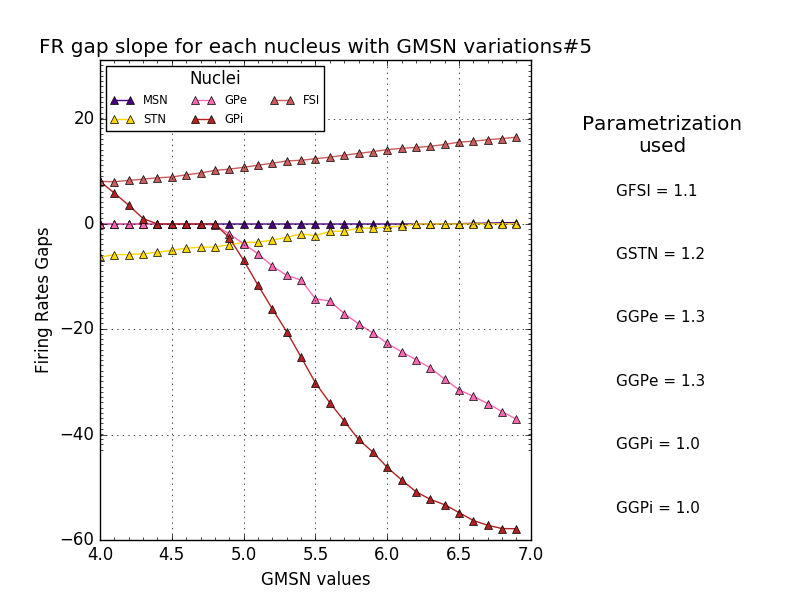 FR gap slope for each nucleus with GMSN variations#5
Nuclei
MSN GPe FSI
STN GPi
20
0
−20
−40
−60
4.0 4.5 5.0 5.5 6.0 6.5 7.0
Firing Rates Gaps
GMSN values
Parametrization
used
GFSI = 1.1
GSTN = 1.2
GGPe = 1.3
GGPe = 1.3
GGPi = 1.0
GGPi = 1.0